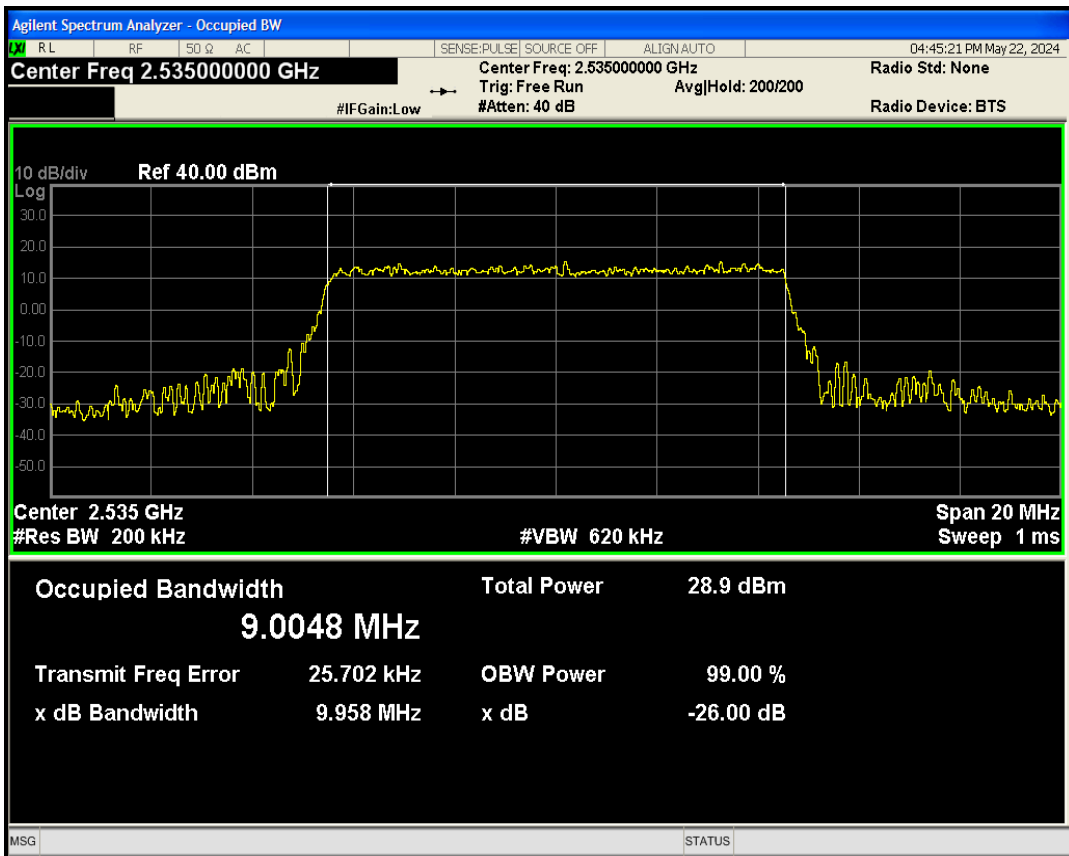 Agilent Spectrum Analyzer - Occupied BW
LXI RL RF 50 Ω AC SENSE:PULSE SOURCE OFF ALIGNAUTO 04:45:21 PM May 22, 2024
Center Freq 2.535000000 GHz Center Freq: 2.535000000 GHz Radio Std: None
Trig: Free Run Avg|Hold: 200/200
#IFGain:Low #Atten: 40 dB Radio Device: BTS
10 dB/div Ref 40.00 dBm
Log
30.0
20.0
10.0
0.00
-10.0
-20.0
-30.0
-40.0
-50.0
Center 2.535 GHz Span 20 MHz
#Res BW 200 kHz #VBW 620 kHz Sweep 1 ms
Occupied Bandwidth Total Power 28.9 dBm
9.0048 MHz
Transmit Freq Error 25.702 kHz OBW Power 99.00 %
x dB Bandwidth 9.958 MHz x dB -26.00 dB
MSG STATUS